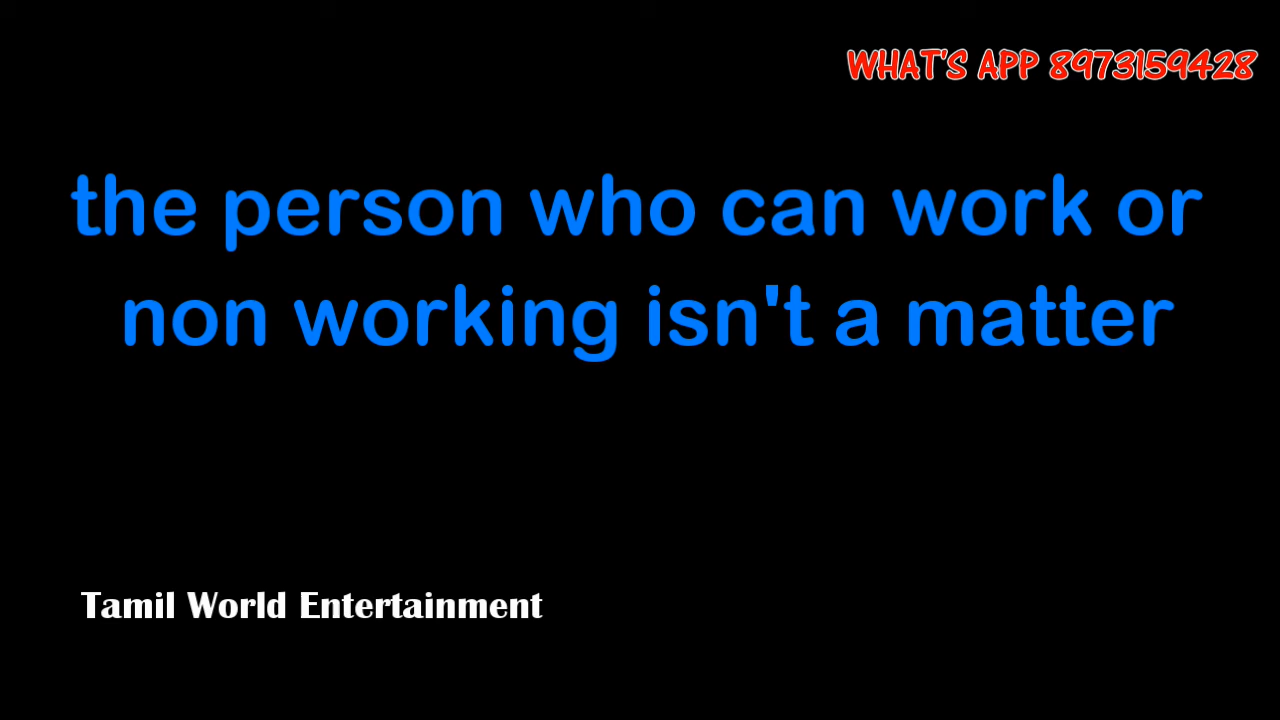 WHAT'S APP 8973159428
the person who can work or
non working isn't a matter
Tamil World Entertainment